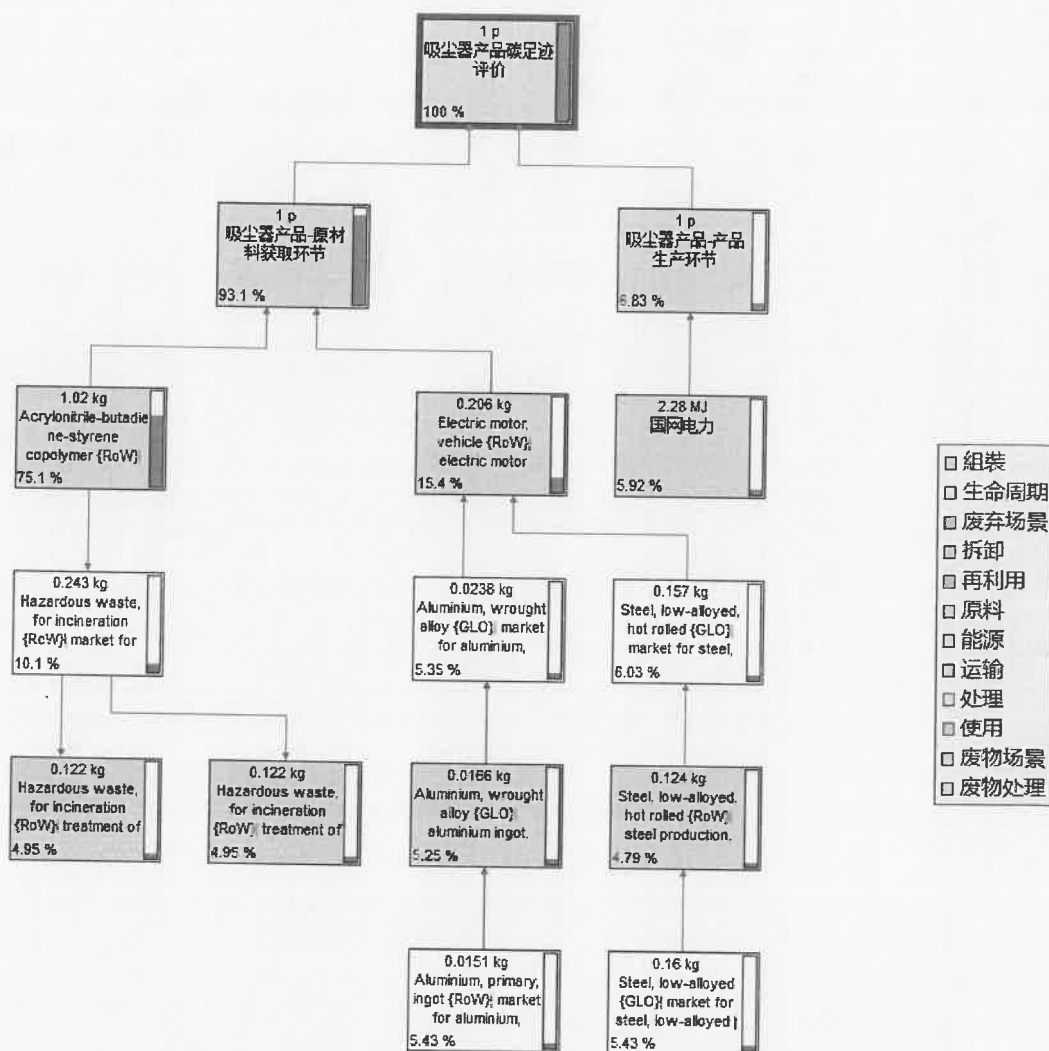 1 p
吸尘器产品碳足迹
评价
100 %
1 p
吸尘器产品-原材
料获取环节
93.1 %
1 p
吸尘器产品-产品
生产环节
6.83 %
1.02 kg
Acrylonitrile-butadie
ne-styrene
copolymer {RoW}|
75.1 %
0.206 kg
Electric motor,
vehicle {RoW}|
electric motor
15.4 %
2.28 MJ
国网电力
5.92 %
0.243 kg
Hazardous waste,
for incineration
{RoW}| market for
10.1 %
0.0238 kg
Aluminium, wrought
alloy {GLO}| market
for aluminium,
5.35 %
0.157 kg
Steel, low-alloyed,
hot rolled {GLO}|
market for steel,
6.03 %
0.122 kg
Hazardous waste,
for incineration
{RoW}| treatment of
4.95 %
0.122 kg
Hazardous waste,
for incineration
{RoW}| treatment of
4.95 %
0.0166 kg
Aluminium, wrought
alloy {GLO}|
aluminium ingot,
5.25 %
0.124 kg
Steel, low-alloyed,
hot rolled {RoW}|
steel production,
4.79 %
0.0151 kg
Aluminium, primary,
ingot {RoW}| market
for aluminium,
5.43 %
0.16 kg
Steel, low-alloyed
{GLO}| market for
steel, low-alloyed |
5.43 %
組裝
生命周期
废弃场景
拆卸
再利用
原料
能源
运输
处理
使用
废物场景
废物处理